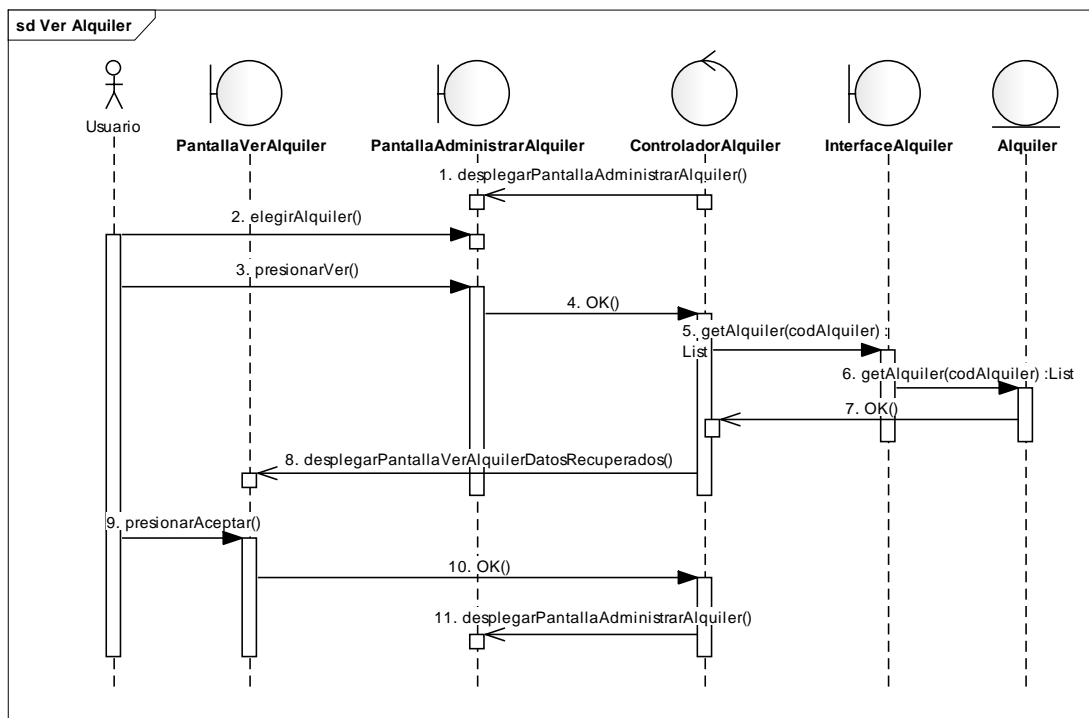 sd Ver Alquiler
Usuario
PantallaVerAlquiler
PantallaAdministrarAlquiler
ControladorAlquiler
InterfaceAlquiler
Alquiler
1. desplegarPantallaAdministrarAlquiler()
2. elegirAlquiler()
3. presionarVer()
4. OK()
5. getAlquiler(codAlquiler) :
List
6. getAlquiler(codAlquiler) :List
7. OK()
8. desplegarPantallaVerAlquilerDatosRecuperados()
9. presionarAceptar()
10. OK()
11. desplegarPantallaAdministrarAlquiler()